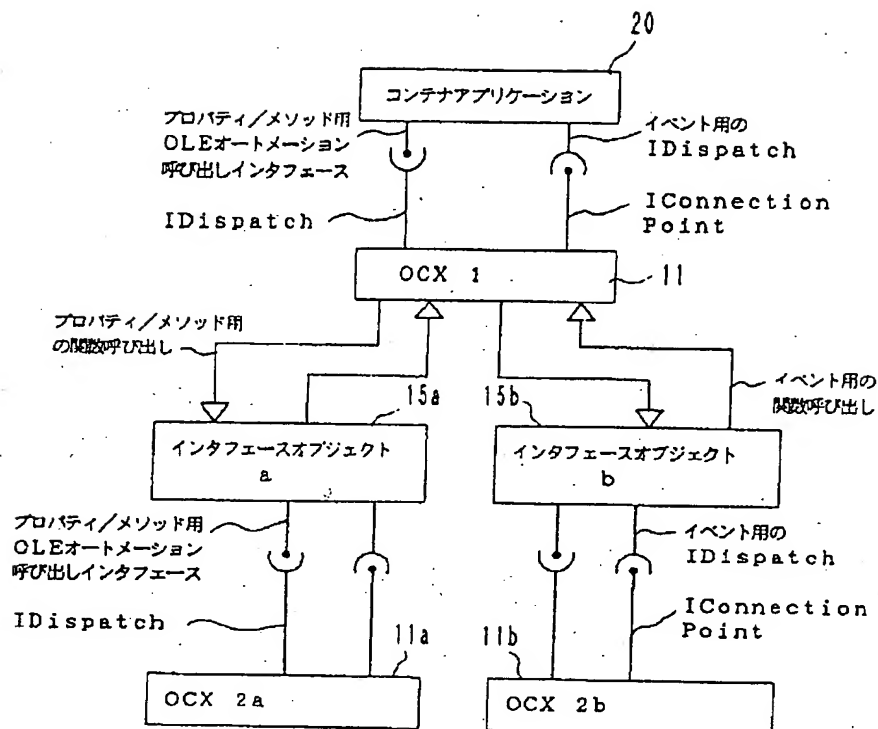 20
コンテナアプリケーション
プロパティ/メソッド用
OLEオートメーション
呼び出しインタフェース
イベント用の
IDispatch
IDispatch
IConnection
Point
OCX 1
11
プロパティ/メソッド用
の関数呼び出し
15a
15b
イベント用の
関数呼び出し
インタフェースオブジェクト
a
インタフェースオブジェクト
b
プロパティ/メソッド用
OLEオートメーション
呼び出しインタフェース
イベント用の
IDispatch
IDispatch
IConnection
Point
11a
11b
OCX 2a
OCX 2b